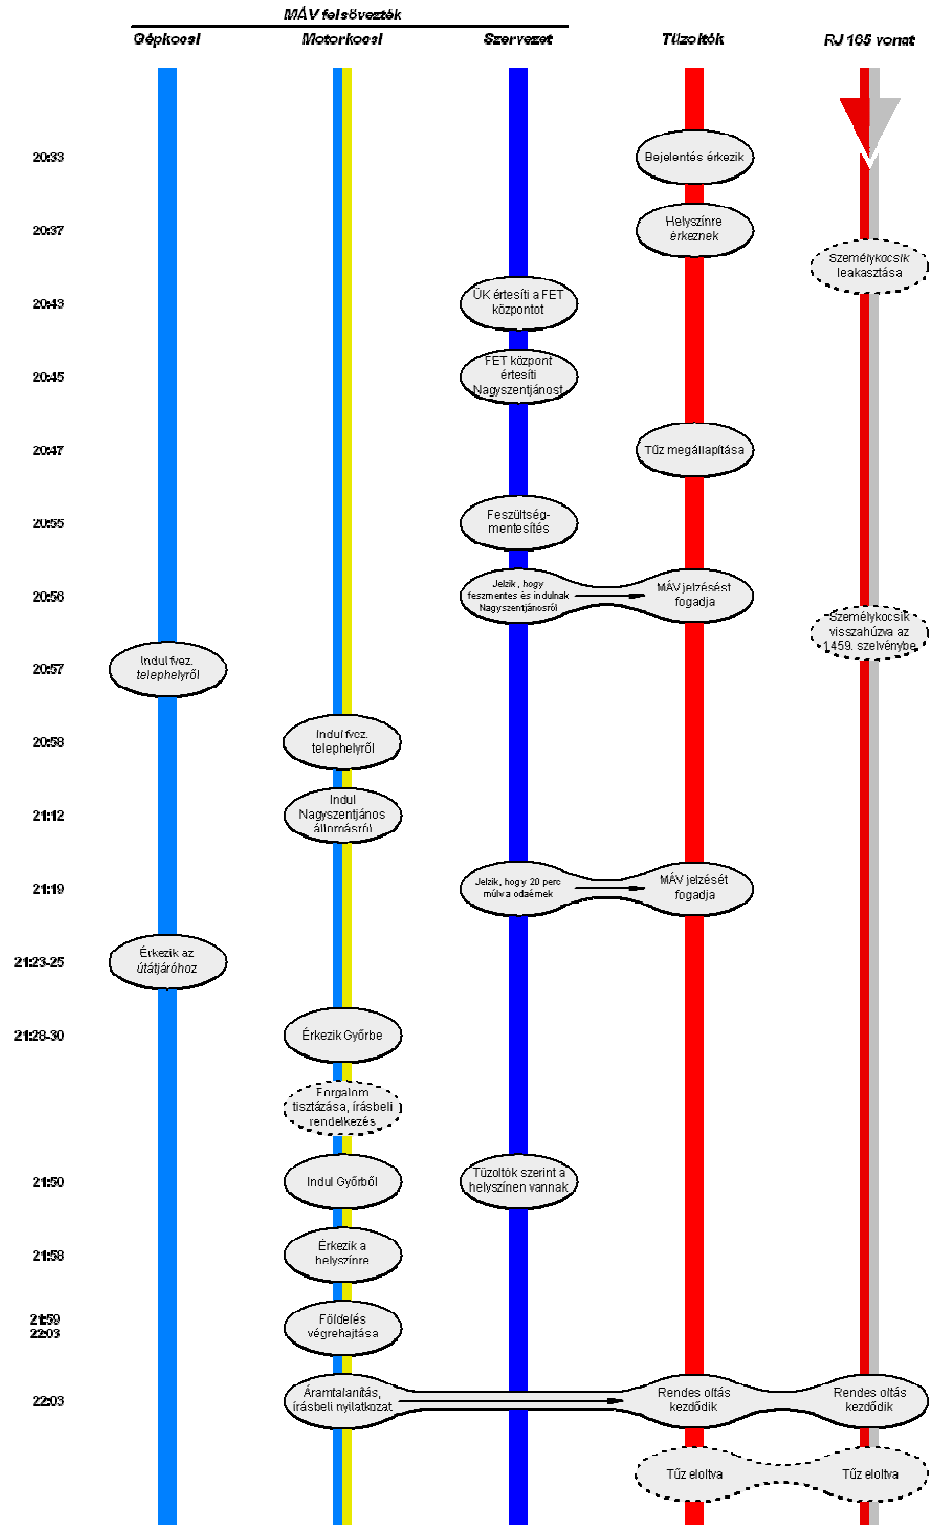 MÁV felsővezeték
Gépkocsi Motorkocsi Szervezet Tűzoltók RJ 165 vonat
20:33 Bejelentés érkezik
20:37 Helyszínre
érkeznek
Személykocsik
leakasztása
20:43 ÜK értesíti a FET
központot
20:45 FET központ
értesíti
Nagyszentjánost
20:47 Tűz megállapítása
20:55 Feszültség-
mentesítés
20:56 Jelzik, hogy
feszmentes és indulnak
Nagyszentjánosról
MÁV jelzésést
fogadja
Személykocsik
visszahúzva az
1459. szelvénybe
20:57 Indul fvez.
telephelyről
20:58 Indul fvez.
telephelyről
21:12 Indul
Nagyszentjános
állomásról
21:19 Jelzik, hogy 20 perc
múlva odaérnek
MÁV jelzését
fogadja
21:23-25 Érkezik az
útátjáróhoz
21:28-30 Érkezik Győrbe
Forgalom
tisztázása, írásbeli
rendelkezés
21:50 Indul Győrből
Tűzoltók szerint a
helyszínen vannak
21:58 Érkezik a
helyszínre
21:59
22:03
Földelés
végrehajtása
22:03 Áramtalanítás,
írásbeli nyilatkozat
Rendes oltás
kezdődik
Rendes oltás
kezdődik
Tűz eloltva Tűz eloltva